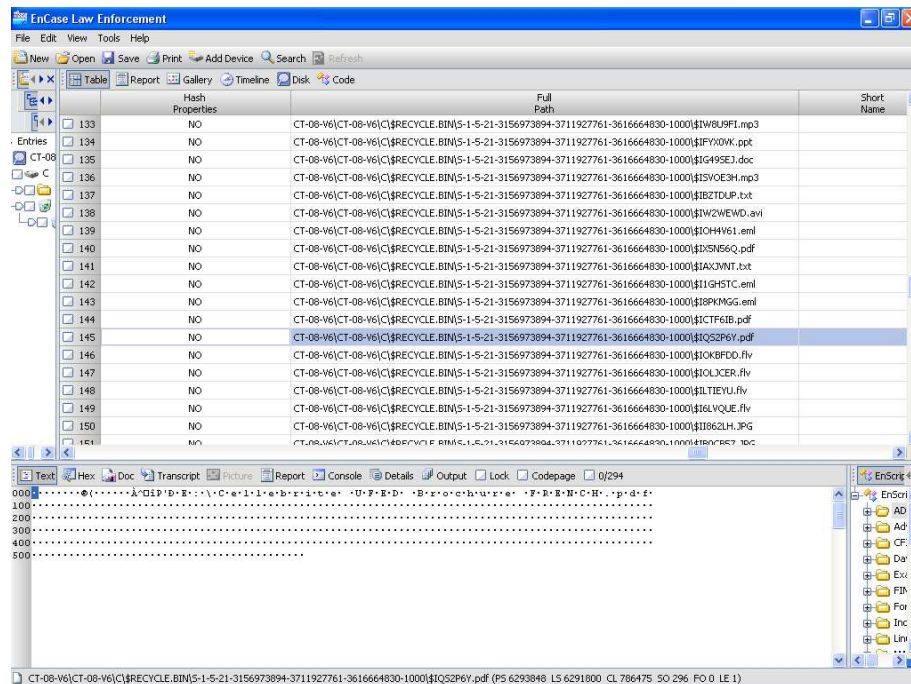 EnCase Law Enforcement
File Edit View Tools Help
New Open Save Print Add Device Search Refresh
Table Report Gallery Timeline Disk Code
Hash Properties Full Path Short Name
133 NO CT-08-V6\CT-08-V6\C\$RECYCLE.BIN\S-1-5-21-3156973894-3711927761-3616664830-1000\$IW8U9FI.mp3
134 NO CT-08-V6\CT-08-V6\C\$RECYCLE.BIN\S-1-5-21-3156973894-3711927761-3616664830-1000\$IFYX0VK.ppt
135 NO CT-08-V6\CT-08-V6\C\$RECYCLE.BIN\S-1-5-21-3156973894-3711927761-3616664830-1000\$IG49SEJ.doc
136 NO CT-08-V6\CT-08-V6\C\$RECYCLE.BIN\S-1-5-21-3156973894-3711927761-3616664830-1000\$ISVOE3H.mp3
137 NO CT-08-V6\CT-08-V6\C\$RECYCLE.BIN\S-1-5-21-3156973894-3711927761-3616664830-1000\$IBZTDUP.txt
138 NO CT-08-V6\CT-08-V6\C\$RECYCLE.BIN\S-1-5-21-3156973894-3711927761-3616664830-1000\$IW2WEWD.avi
139 NO CT-08-V6\CT-08-V6\C\$RECYCLE.BIN\S-1-5-21-3156973894-3711927761-3616664830-1000\$IOH4V61.eml
140 NO CT-08-V6\CT-08-V6\C\$RECYCLE.BIN\S-1-5-21-3156973894-3711927761-3616664830-1000\$IX5N56Q.pdf
141 NO CT-08-V6\CT-08-V6\C\$RECYCLE.BIN\S-1-5-21-3156973894-3711927761-3616664830-1000\$IAXJVNT.txt
142 NO CT-08-V6\CT-08-V6\C\$RECYCLE.BIN\S-1-5-21-3156973894-3711927761-3616664830-1000\$I1GHSTC.eml
143 NO CT-08-V6\CT-08-V6\C\$RECYCLE.BIN\S-1-5-21-3156973894-3711927761-3616664830-1000\$I8PKMGG.eml
144 NO CT-08-V6\CT-08-V6\C\$RECYCLE.BIN\S-1-5-21-3156973894-3711927761-3616664830-1000\$ICTF6IB.pdf
145 NO CT-08-V6\CT-08-V6\C\$RECYCLE.BIN\S-1-5-21-3156973894-3711927761-3616664830-1000\$IQS2P6Y.pdf
146 NO CT-08-V6\CT-08-V6\C\$RECYCLE.BIN\S-1-5-21-3156973894-3711927761-3616664830-1000\$IOKBFDD.flv
147 NO CT-08-V6\CT-08-V6\C\$RECYCLE.BIN\S-1-5-21-3156973894-3711927761-3616664830-1000\$IOLJCER.flv
148 NO CT-08-V6\CT-08-V6\C\$RECYCLE.BIN\S-1-5-21-3156973894-3711927761-3616664830-1000\$ILTIEYU.flv
149 NO CT-08-V6\CT-08-V6\C\$RECYCLE.BIN\S-1-5-21-3156973894-3711927761-3616664830-1000\$I6LVQUE.flv
150 NO CT-08-V6\CT-08-V6\C\$RECYCLE.BIN\S-1-5-21-3156973894-3711927761-3616664830-1000\$II862LH.JPG
Entries
CT-08
C
Text Hex Doc Transcript Picture Report Console Details Output Lock Codepage 0/294
000 D·E·:·\·C·e·l·l·e·b·r·i·t·e· ·U·F·E·D· ·B·r·o·c·h·u·r·e· ·F·R·E·N·C·H·.·p·d·f·
100
200
300
400
500
EnScrip
EnScri
AD
Adv
CF
Dav
Exa
FIN
For
Inc
Linu
CT-08-V6\CT-08-V6\C\$RECYCLE.BIN\S-1-5-21-3156973894-3711927761-3616664830-1000\$IQS2P6Y.pdf (PS 6293848 LS 6291800 CL 786475 SO 296 FO 0 LE 1)